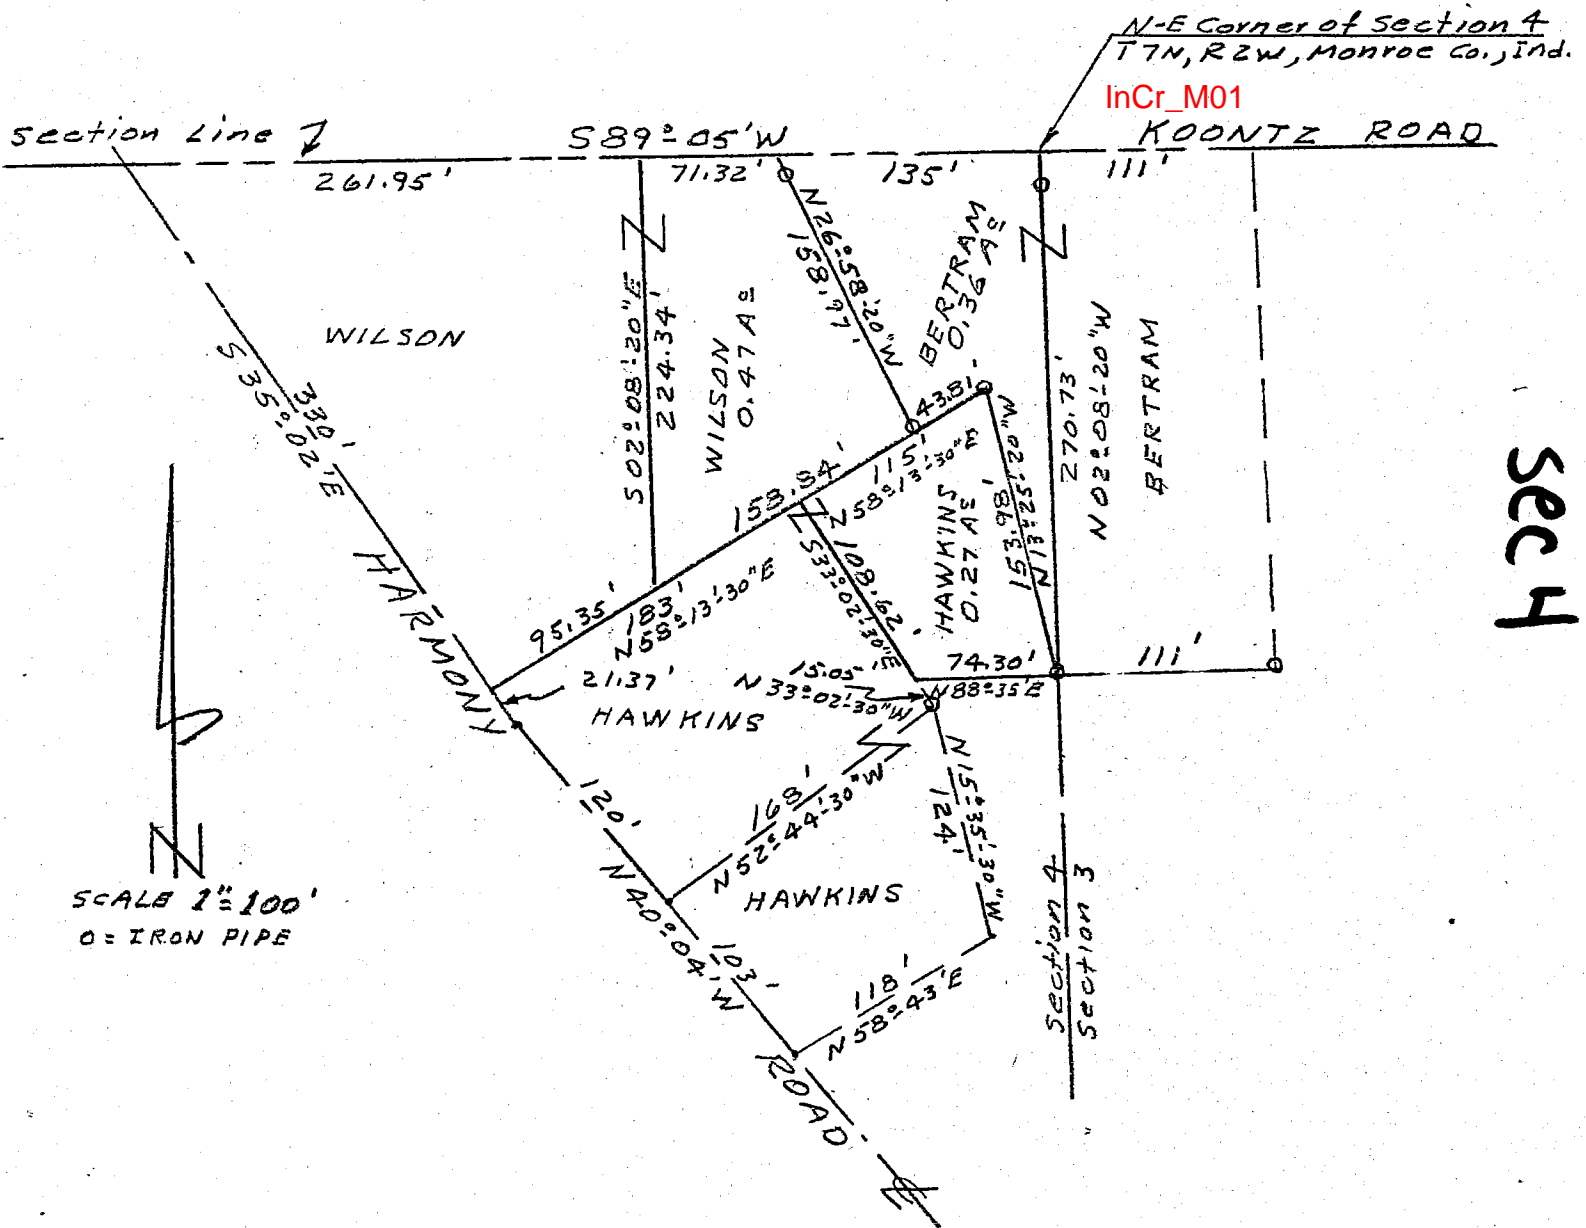 N-E Corner of Section 4
T7N, R2W, Monroe Co., Ind.
InCr_M01
Section Line
S89°-05'W
KOONTZ ROAD
261.95'
71.32'
135'
111'
N26°-58'-20"W
158.97'
BERTRAM
0.36 A±
WILSON
S02°-08'-20"E
224.34'
WILSON
0.47 A±
270.73'
N02°-08'-20"W
BERTRAM
330'
S35°-02'E
43.81'
115'
N58°-13'-30"E
158.84'
N13°-52'-20"W
153.98'
HAWKINS
0.27 A±
108.62'
S33°-02'-30"E
Sec 4
HARMONY
95.35'
183'
N58°-13'-30"E
21.37'
15.05'
N33°-02'-30"W
74.30'
N88°-35'E
111'
HAWKINS
120'
168'
N52°-44'-30"W
N15°-35'-30"W
124'
N40°-04'W
103'
HAWKINS
118'
N58°-43'E
Section 4
Section 3
ROAD
N
SCALE 1"=100'
O = IRON PIPE